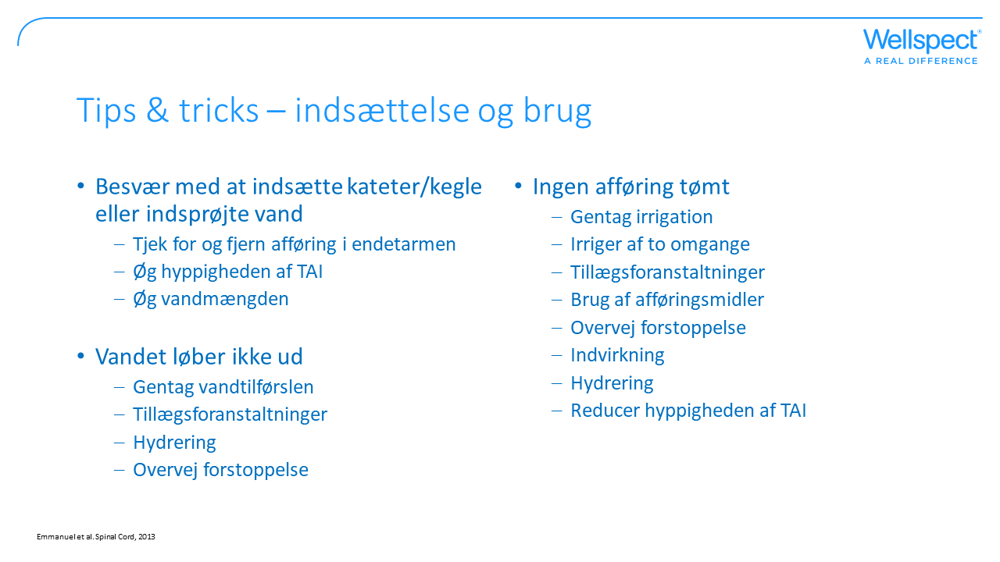 Wellspect®
A REAL DIFFERENCE
Tips & tricks – indsættelse og brug
• Besvær med at indsætte kateter/kegle
eller indsprøjte vand
– Tjek for og fjern afføring i endetarmen
– Øg hyppigheden af TAI
– Øg vandmængden
• Vandet løber ikke ud
– Gentag vandtilførslen
– Tillægsforanstaltninger
– Hydrering
– Overvej forstoppelse
• Ingen afføring tømt
– Gentag irrigation
– Irriger af to omgange
– Tillægsforanstaltninger
– Brug af afføringsmidler
– Overvej forstoppelse
– Indvirkning
– Hydrering
– Reducer hyppigheden af TAI
Emmanuel et al. Spinal Cord, 2013